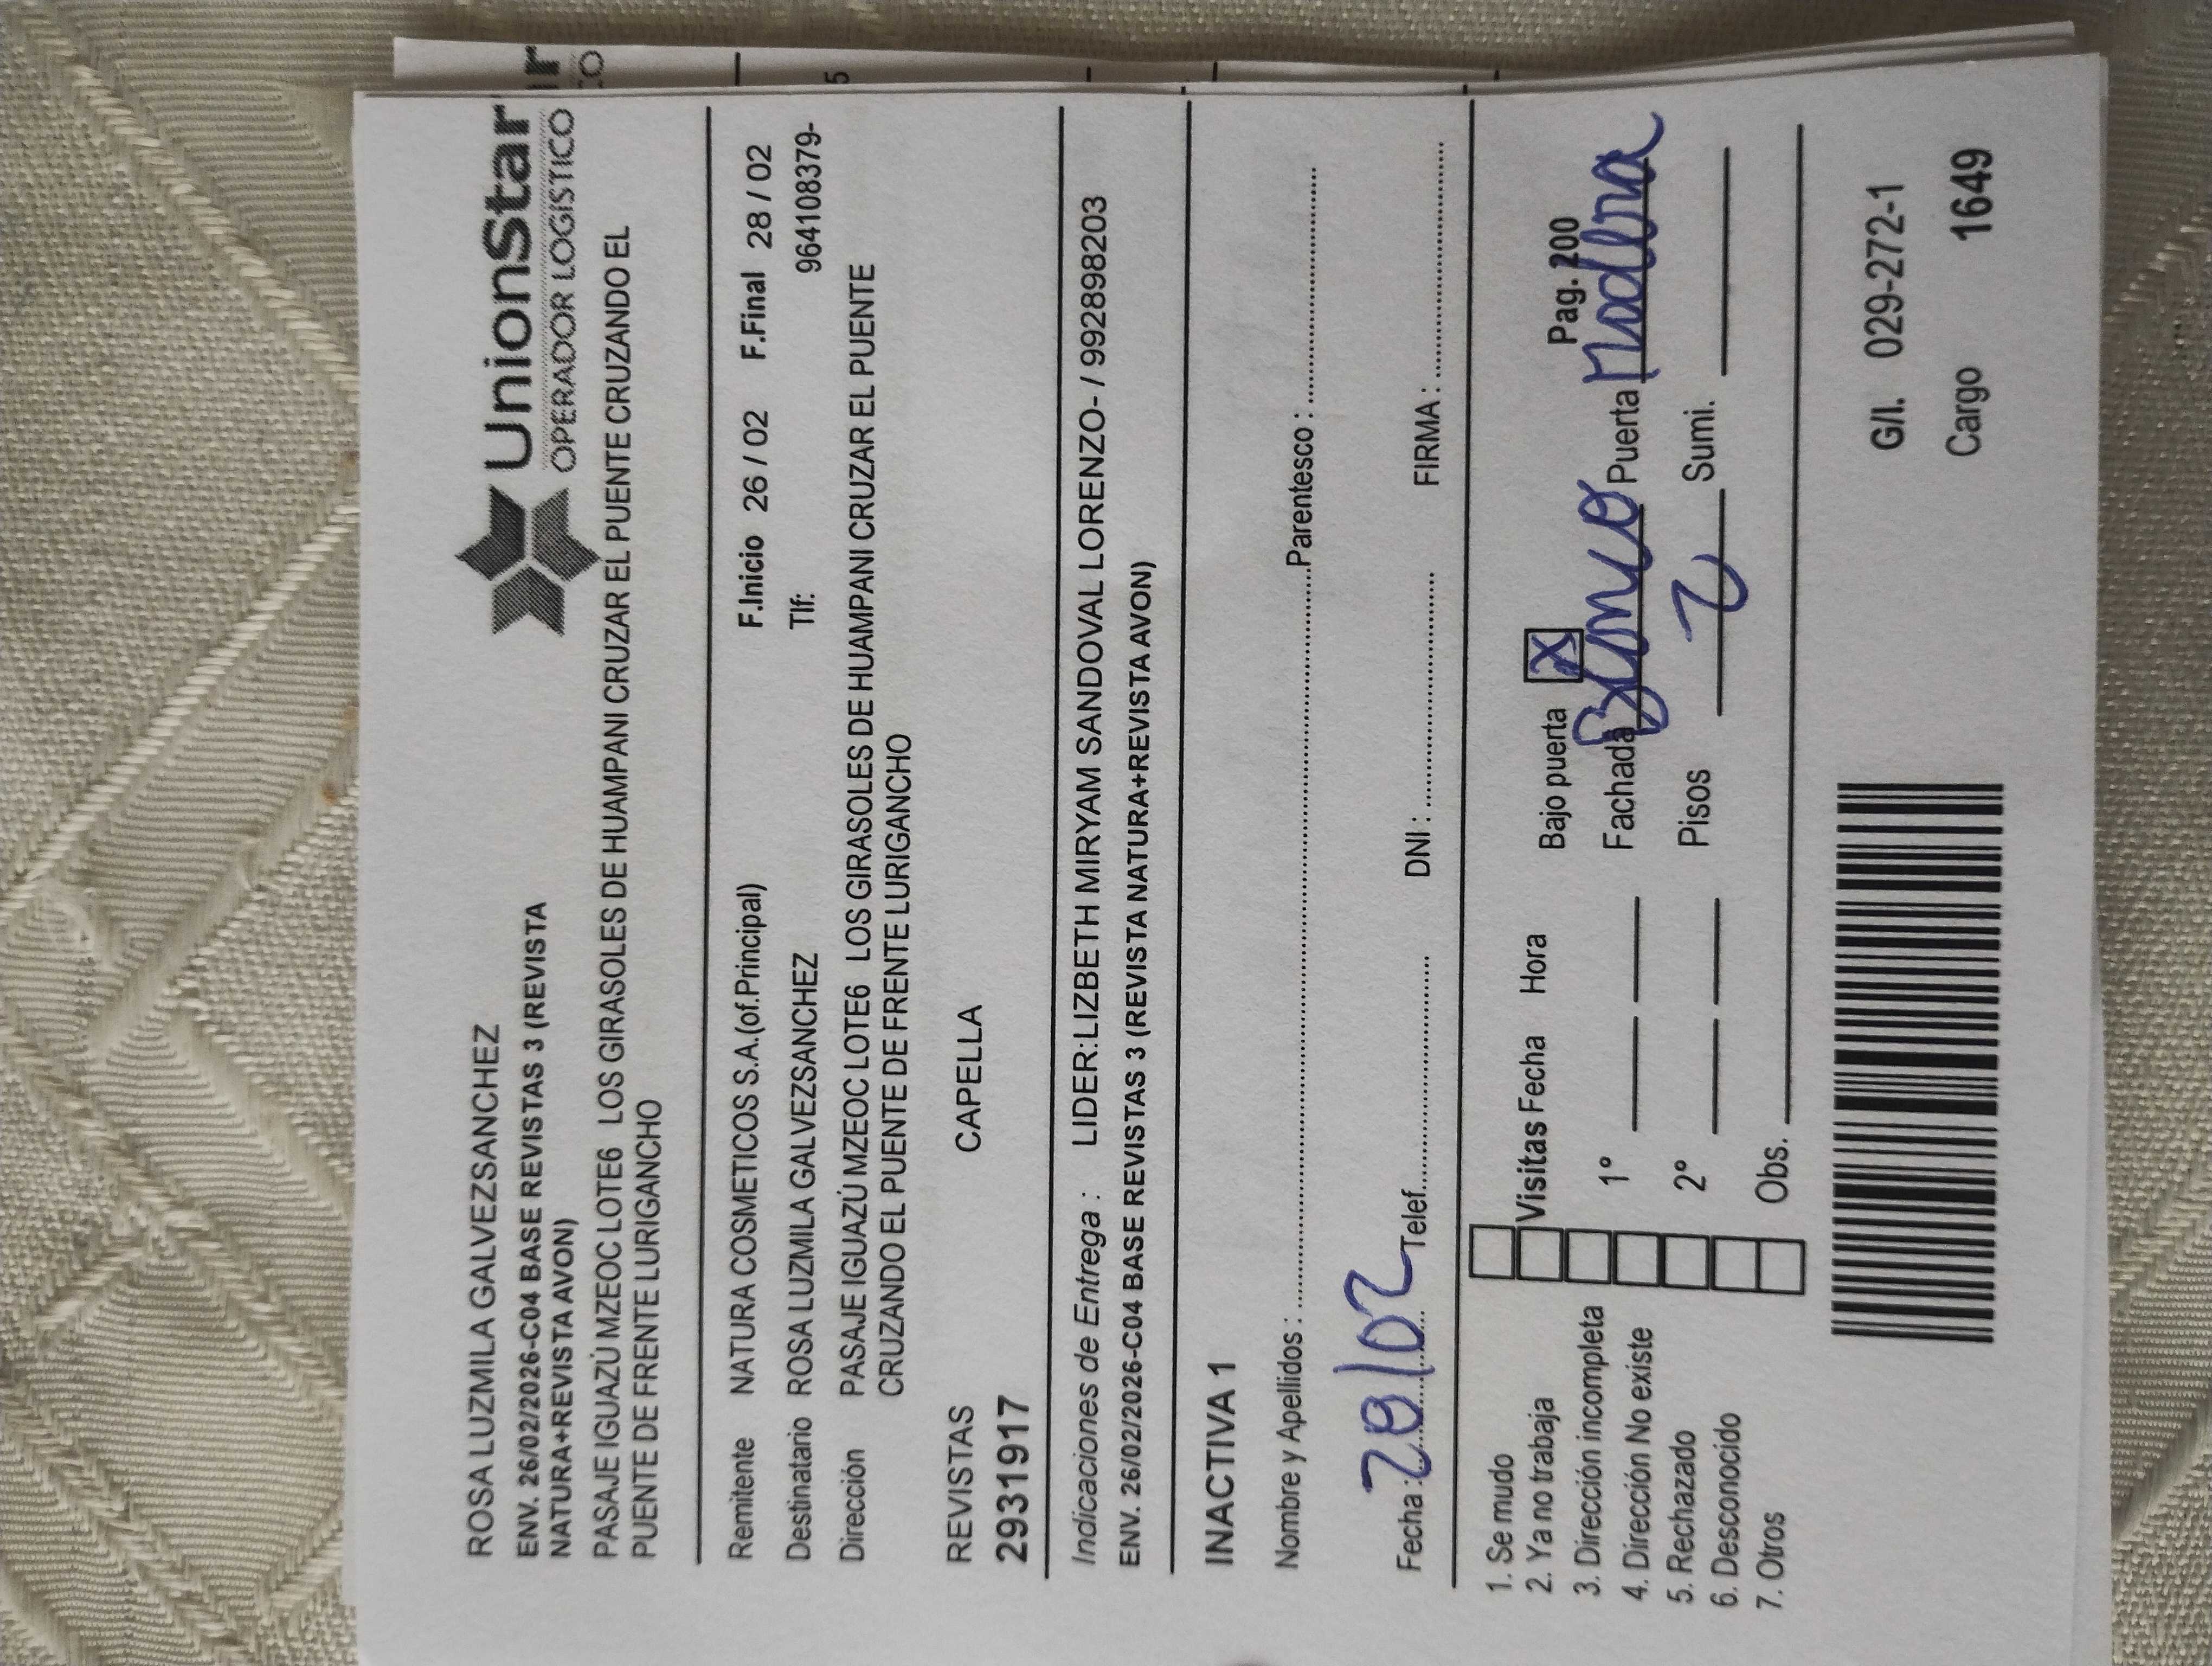 UnionStar
OPERADOR LOGISTICO
ROSA LUZMILA GALVEZSANCHEZ
ENV. 26/02/2026-C04 BASE REVISTAS 3 (REVISTA
NATURA+REVISTA AVON)
PASAJE IGUAZÚ MZEOC LOTE6 LOS GIRASOLES DE HUAMPANI CRUZAR EL PUENTE CRUZANDO EL
PUENTE DE FRENTE LURIGANCHO
Remitente NATURA COSMETICOS S.A.(of.Principal) F.Inicio 26 / 02 F.Final 28 / 02
Destinatario ROSA LUZMILA GALVEZSANCHEZ Tlf: 964108379-
Dirección PASAJE IGUAZÚ MZEOC LOTE6 LOS GIRASOLES DE HUAMPANI CRUZAR EL PUENTE
CRUZANDO EL PUENTE DE FRENTE LURIGANCHO
REVISTAS CAPELLA
2931917
Indicaciones de Entrega : LIDER:LIZBETH MIRYAM SANDOVAL LORENZO- / 992898203
ENV. 26/02/2026-C04 BASE REVISTAS 3 (REVISTA NATURA+REVISTA AVON)
INACTIVA 1
Nombre y Apellidos : Parentesco :
Fecha : 28/02 Telef. DNI : FIRMA :
1. Se mudo
2. Ya no trabaja
3. Dirección incompleta
4. Dirección No existe
5. Rechazado
6. Desconocido
7. Otros
Visitas Fecha Hora Bajo puerta X Pag. 200
1° Fachada Blanco Puerta Madera
2° Pisos 2 Sumi.
Obs.
G/I. 029-272-1
Cargo 1649